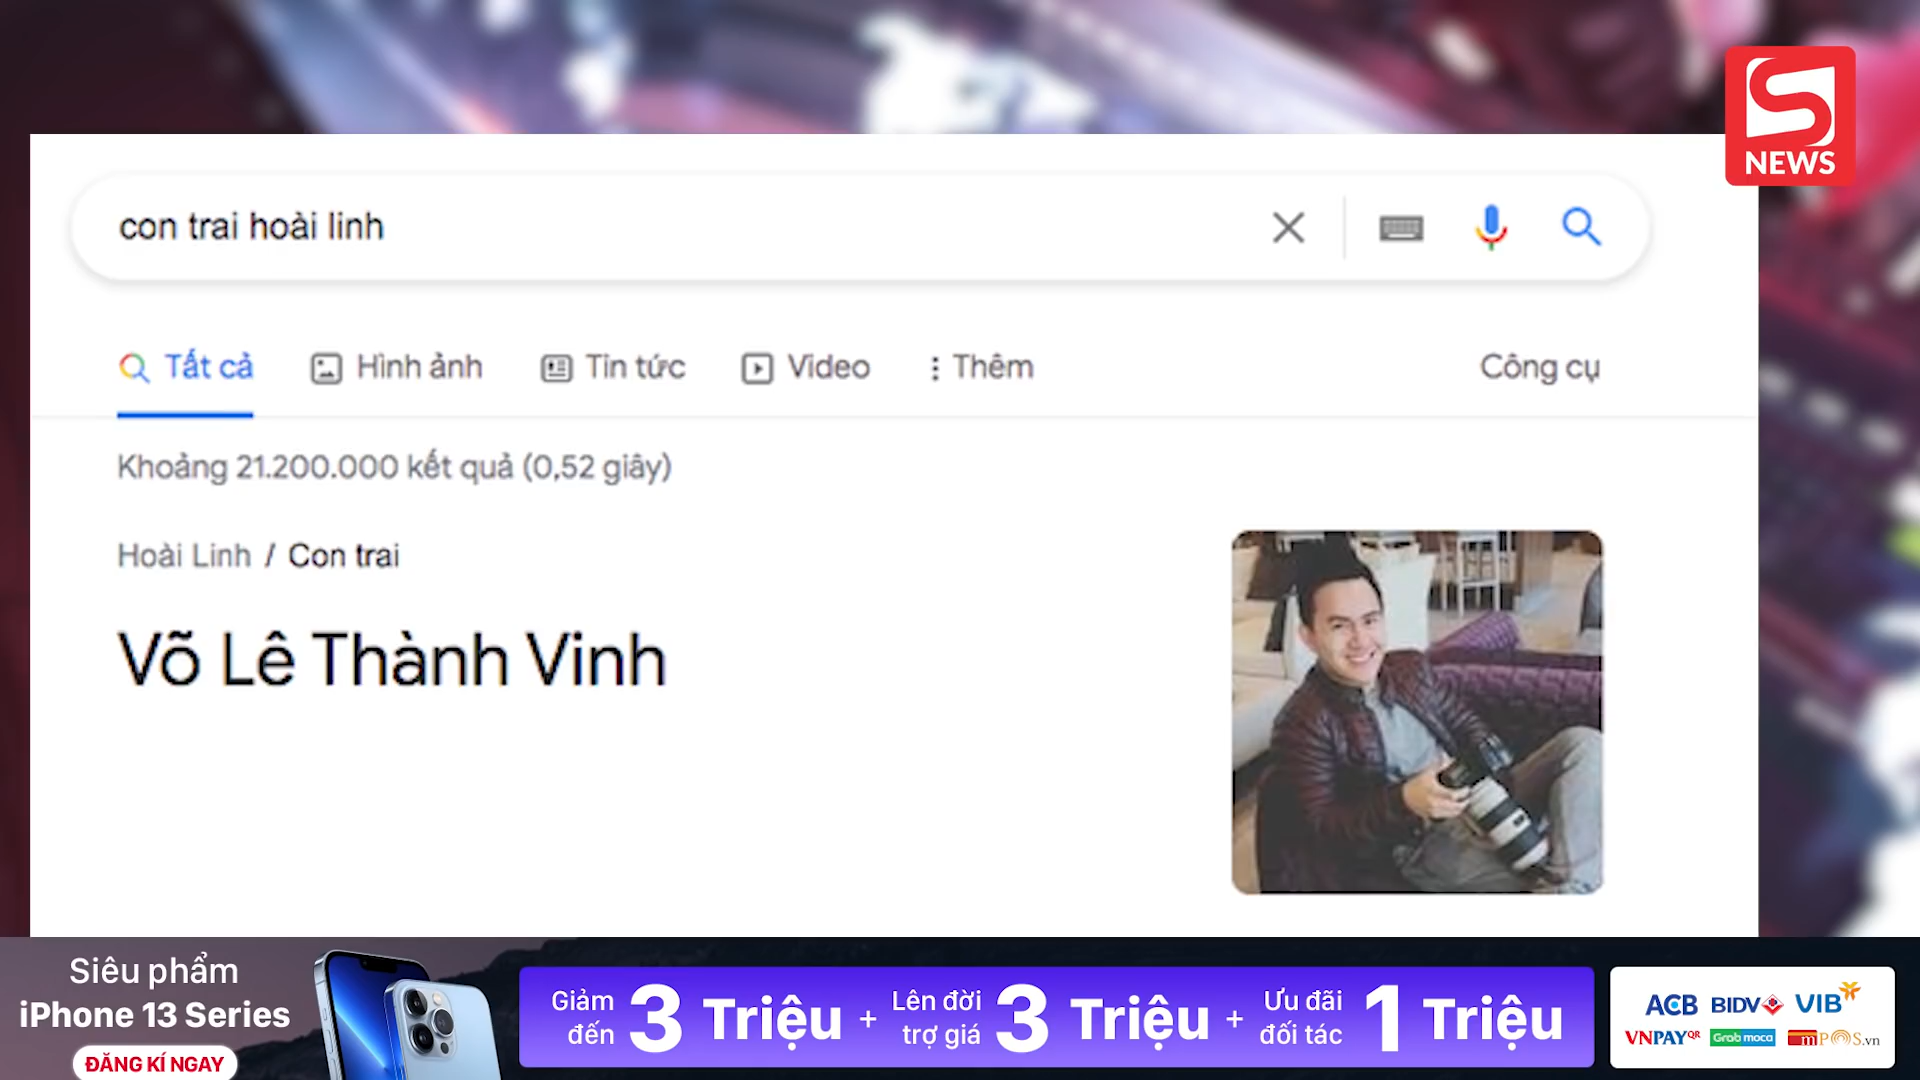 S
NEWS
con trai hoài linh
Tất cả
Hình ảnh
Tin tức
Video
Thêm
Công cụ
Khoảng 21.200.000 kết quả (0,52 giây)
Hoài Linh / Con trai
Võ Lê Thành Vinh
Siêu phẩm
iPhone 13 Series
ĐĂNG KÍ NGAY
Giảm đến 3 Triệu + Lên đời trợ giá 3 Triệu + Ưu đãi đối tác 1 Triệu
ACB BIDV VIB
VNPAYQR Grab moca mPOS.vn